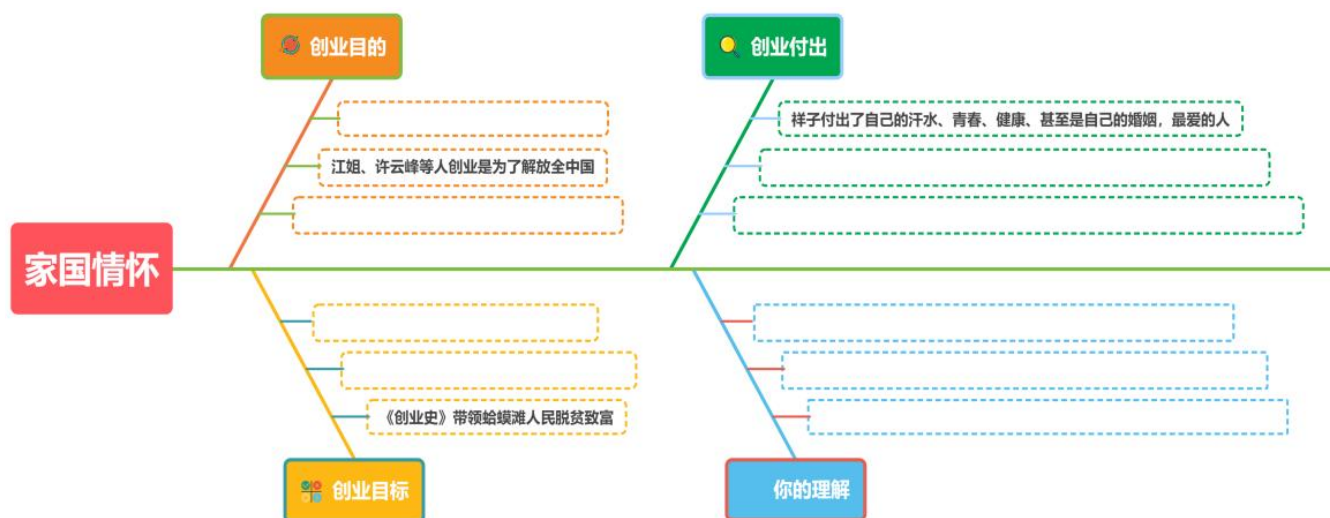 创业目的
创业付出
祥子付出了自己的汗水、青春、健康、甚至是自己的婚姻，最爱的人
江姐、许云峰等人创业是为了解放全中国
家国情怀
《创业史》带领蛤蟆滩人民脱贫致富
创业目标
你的理解